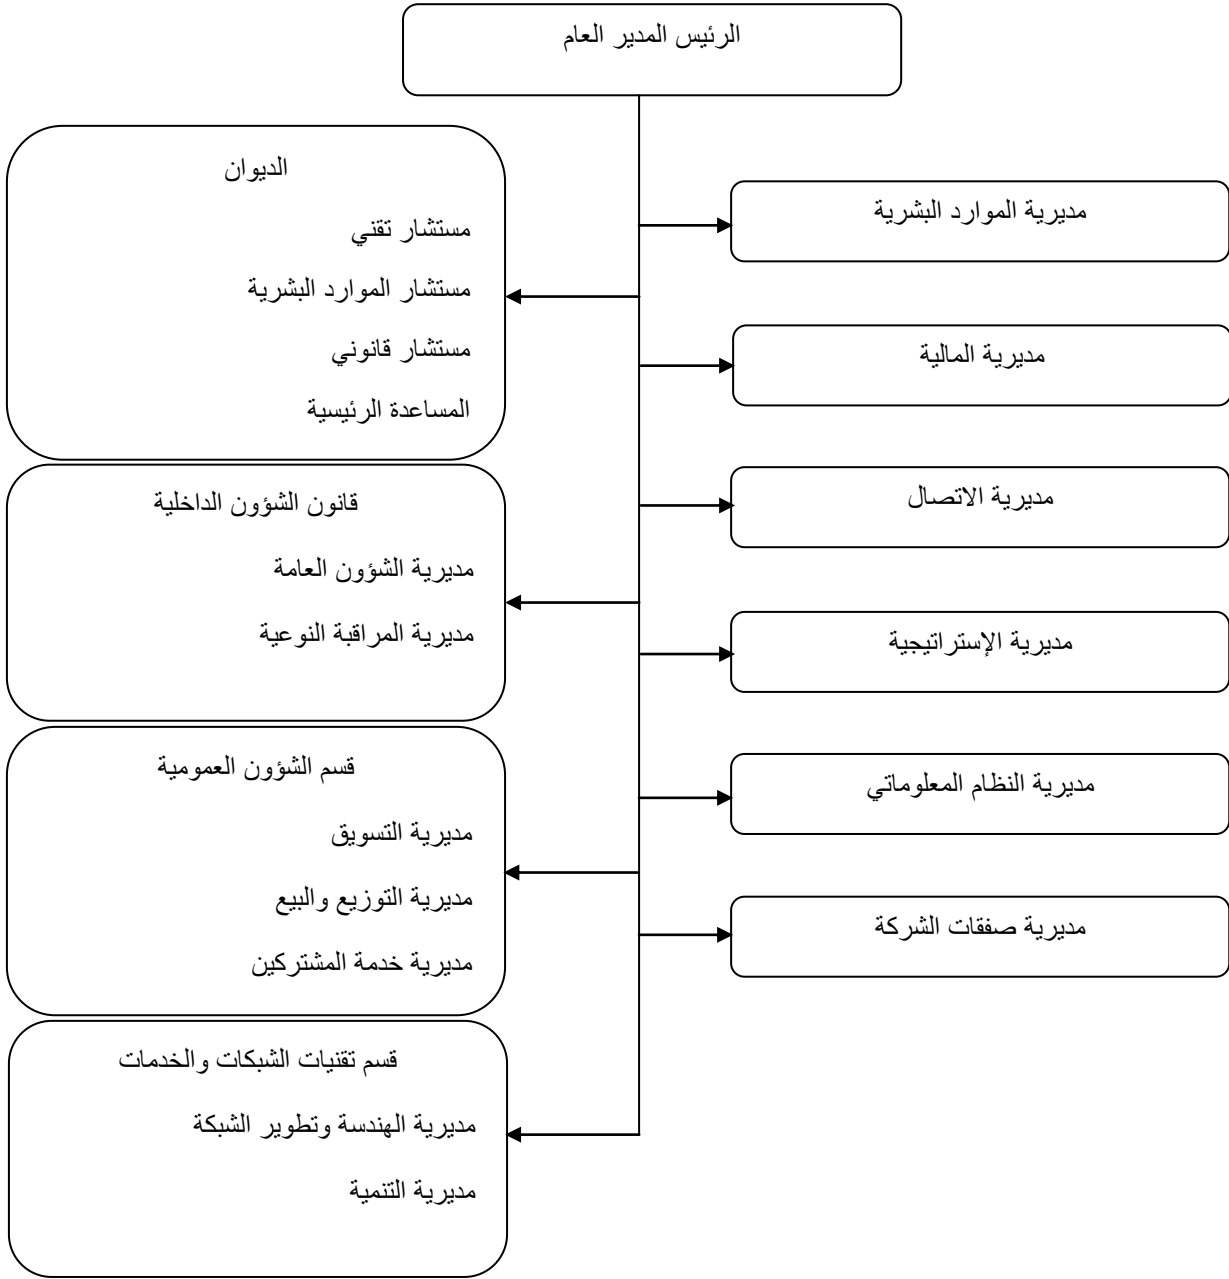 الرئيس المدير العام
مديرية الموارد البشرية
مديرية المالية
مديرية الاتصال
مديرية الإستراتيجية
مديرية النظام المعلوماتي
مديرية صفقات الشركة
الديوان
مستشار تقني
مستشار الموارد البشرية
مستشار قانوني
المساعدة الرئيسية
قانون الشؤون الداخلية
مديرية الشؤون العامة
مديرية المراقبة النوعية
قسم الشؤون العمومية
مديرية التسويق
مديرية التوزيع والبيع
مديرية خدمة المشتركين
قسم تقنيات الشبكات والخدمات
مديرية الهندسة وتطوير الشبكة
مديرية التنمية